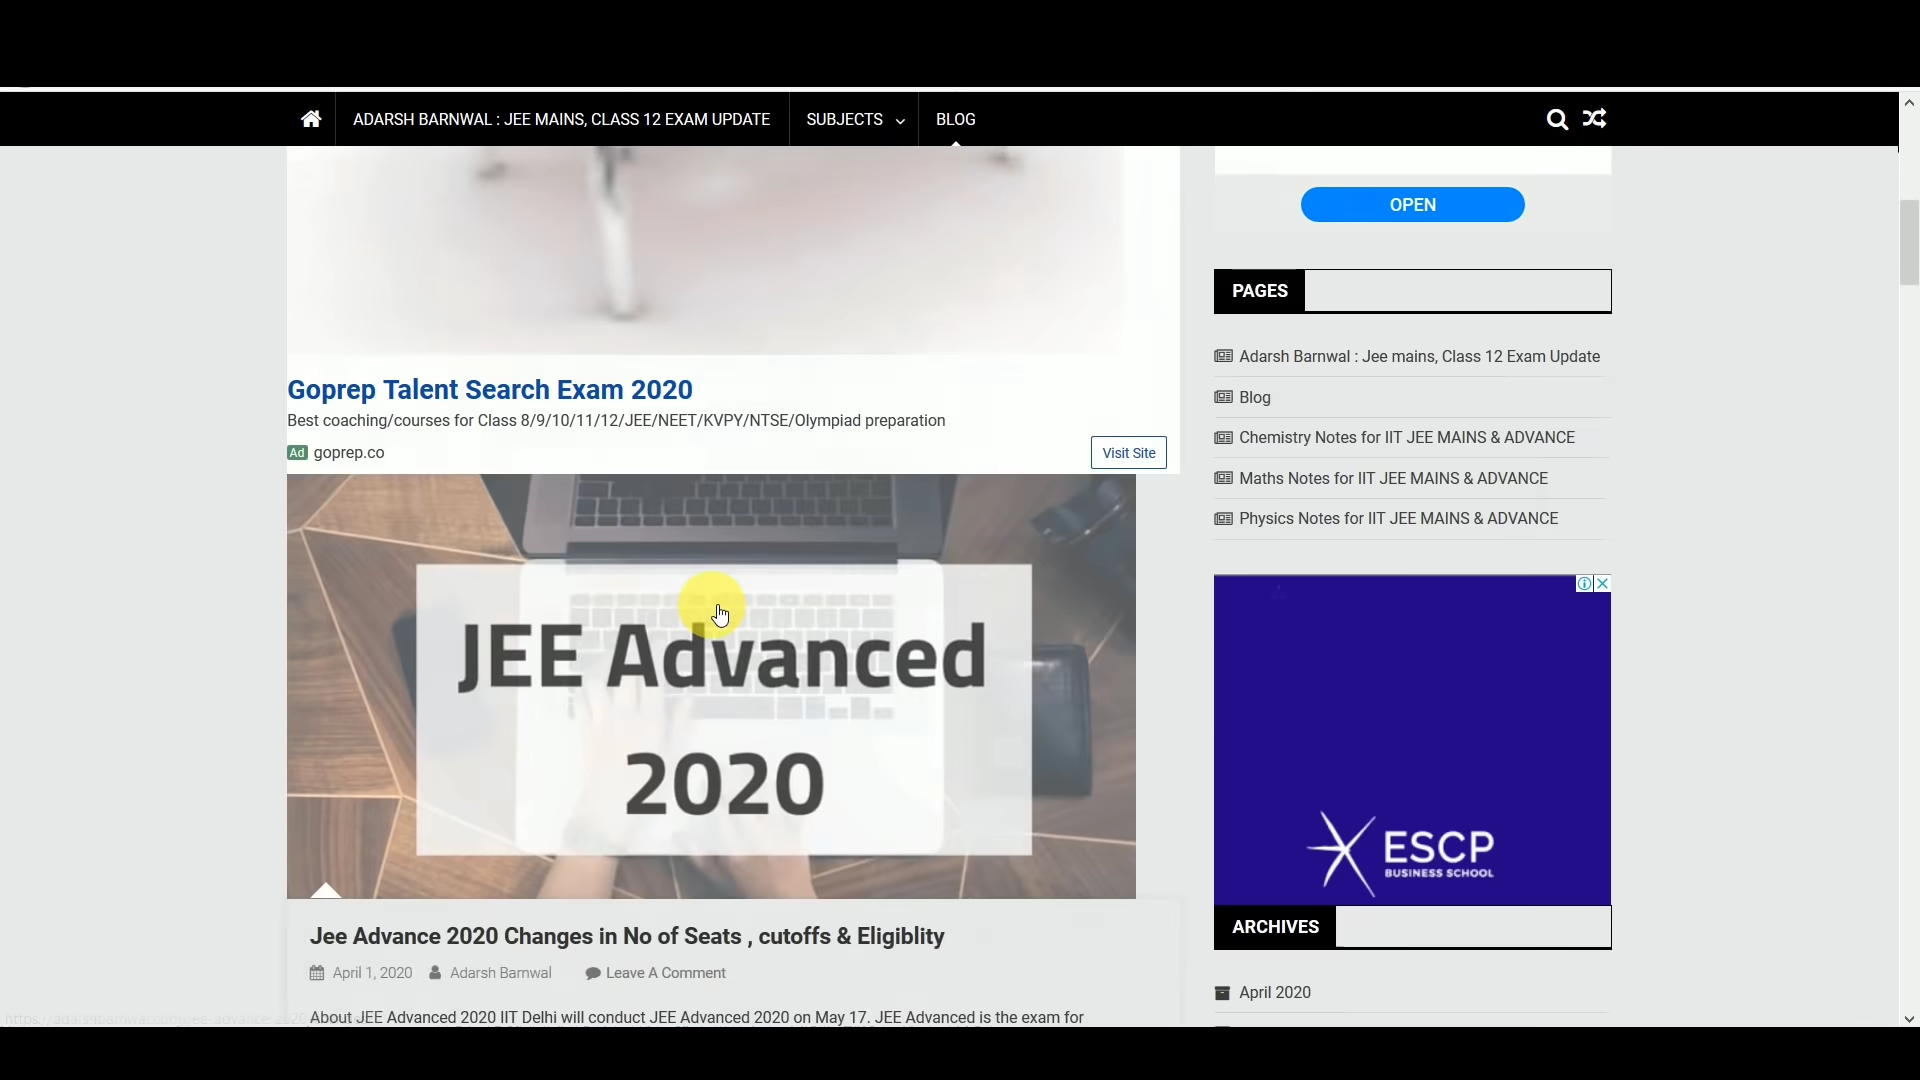 ADARSH BARNWAL : JEE MAINS, CLASS 12 EXAM UPDATE
SUBJECTS
BLOG
Goprep Talent Search Exam 2020
Best coaching/courses for Class 8/9/10/11/12/JEE/NEET/KVPY/NTSE/Olympiad preparation
Ad goprep.co
Visit Site
JEE Advanced
2020
Jee Advance 2020 Changes in No of Seats , cutoffs & Eligiblity
April 1, 2020 Adarsh Barnwal Leave A Comment
About JEE Advanced 2020 IIT Delhi will conduct JEE Advanced 2020 on May 17. JEE Advanced is the exam for
OPEN
PAGES
Adarsh Barnwal : Jee mains, Class 12 Exam Update
Blog
Chemistry Notes for IIT JEE MAINS & ADVANCE
Maths Notes for IIT JEE MAINS & ADVANCE
Physics Notes for IIT JEE MAINS & ADVANCE
ESCP
BUSINESS SCHOOL
ARCHIVES
April 2020